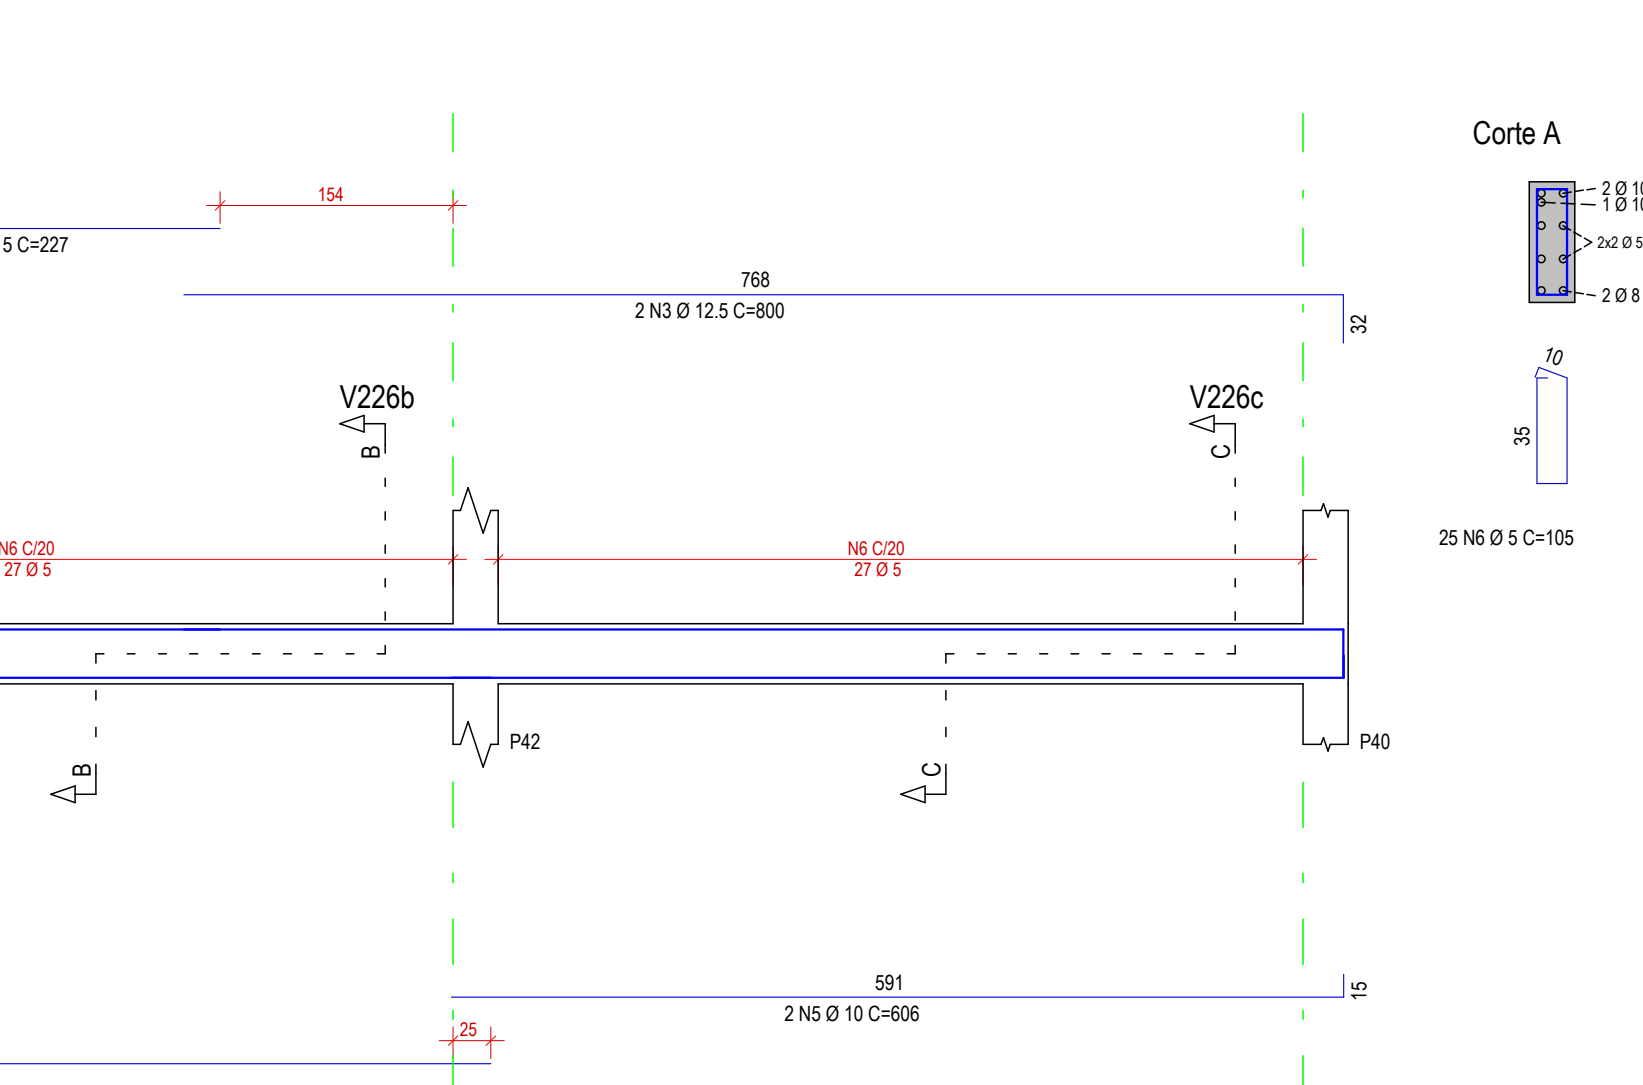 Corte A
2 Ø 10
1 Ø 10
2x2 Ø 5
2 Ø 8
154
5 C=227
768
2 N3 Ø 12.5 C=800
32
10
35
V226b
B
V226c
C
25 N6 Ø 5 C=105
N6 C/20
27 Ø 5
N6 C/20
27 Ø 5
P42
P40
B
C
591
15
2 N5 Ø 10 C=606
25